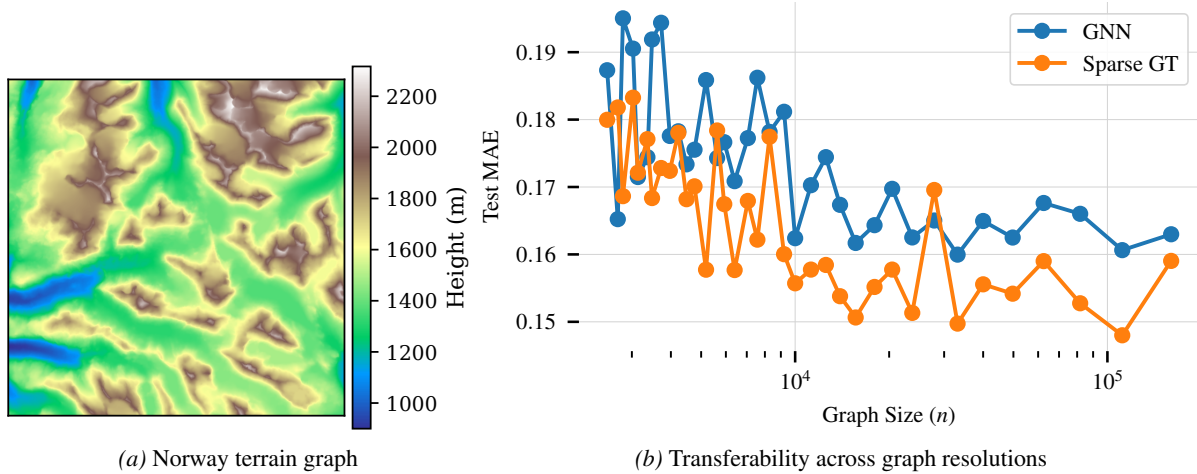 2200
2000
1800
1600
1400
1200
1000
Height (m)
(a) Norway terrain graph
0.19
0.18
0.17
0.16
0.15
Test MAE
GNN
Sparse GT
10^4
10^5
Graph Size (n)
(b) Transferability across graph resolutions